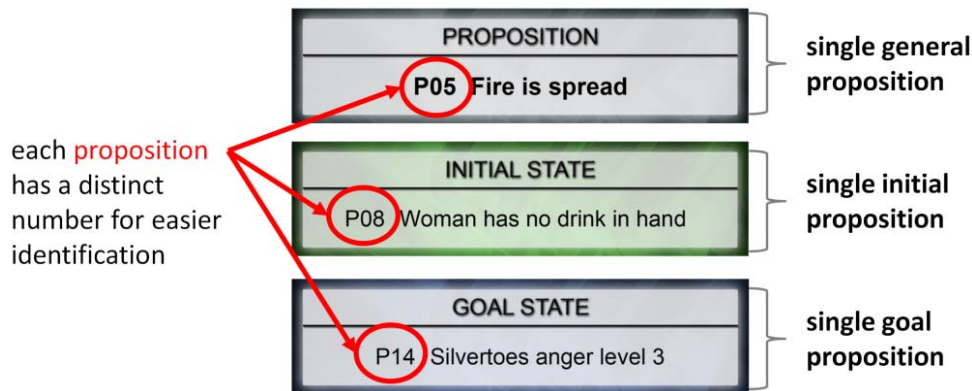 PROPOSITION
P05 Fire is spread
single general
proposition
each proposition
has a distinct
number for easier
identification
INITIAL STATE
P08 Woman has no drink in hand
single initial
proposition
GOAL STATE
P14 Silvertoes anger level 3
single goal
proposition